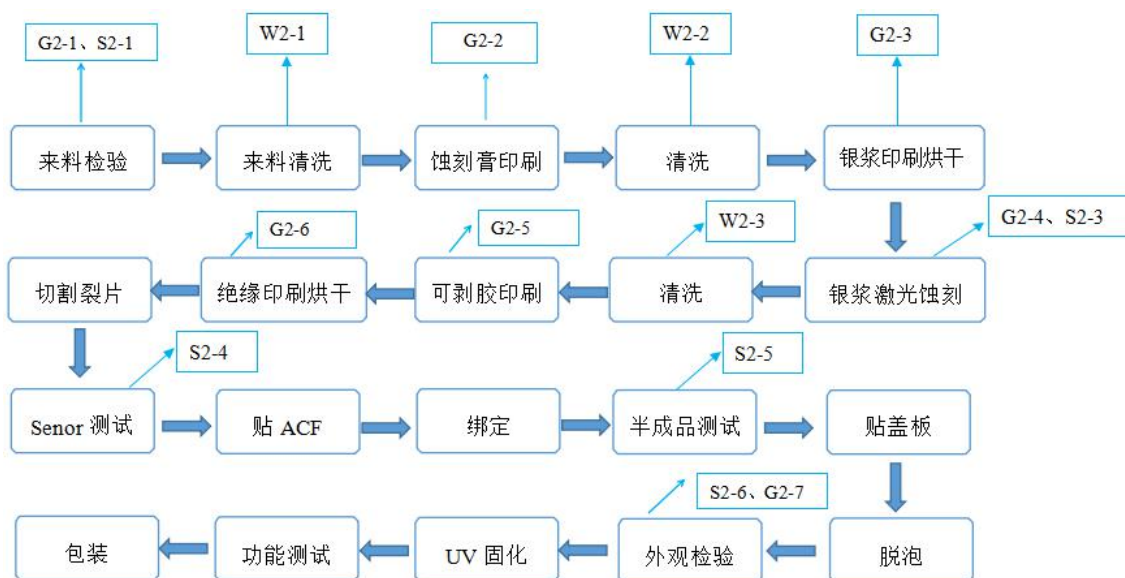 G2-1、S2-1
W2-1
G2-2
W2-2
G2-3
来料检验
来料清洗
蚀刻膏印刷
清洗
银浆印刷烘干
G2-6
G2-5
W2-3
G2-4、S2-3
切割裂片
绝缘印刷烘干
可剥胶印刷
清洗
银浆激光蚀刻
S2-4
S2-5
Senor 测试
贴 ACF
绑定
半成品测试
贴盖板
S2-6、G2-7
包装
功能测试
UV 固化
外观检验
脱泡